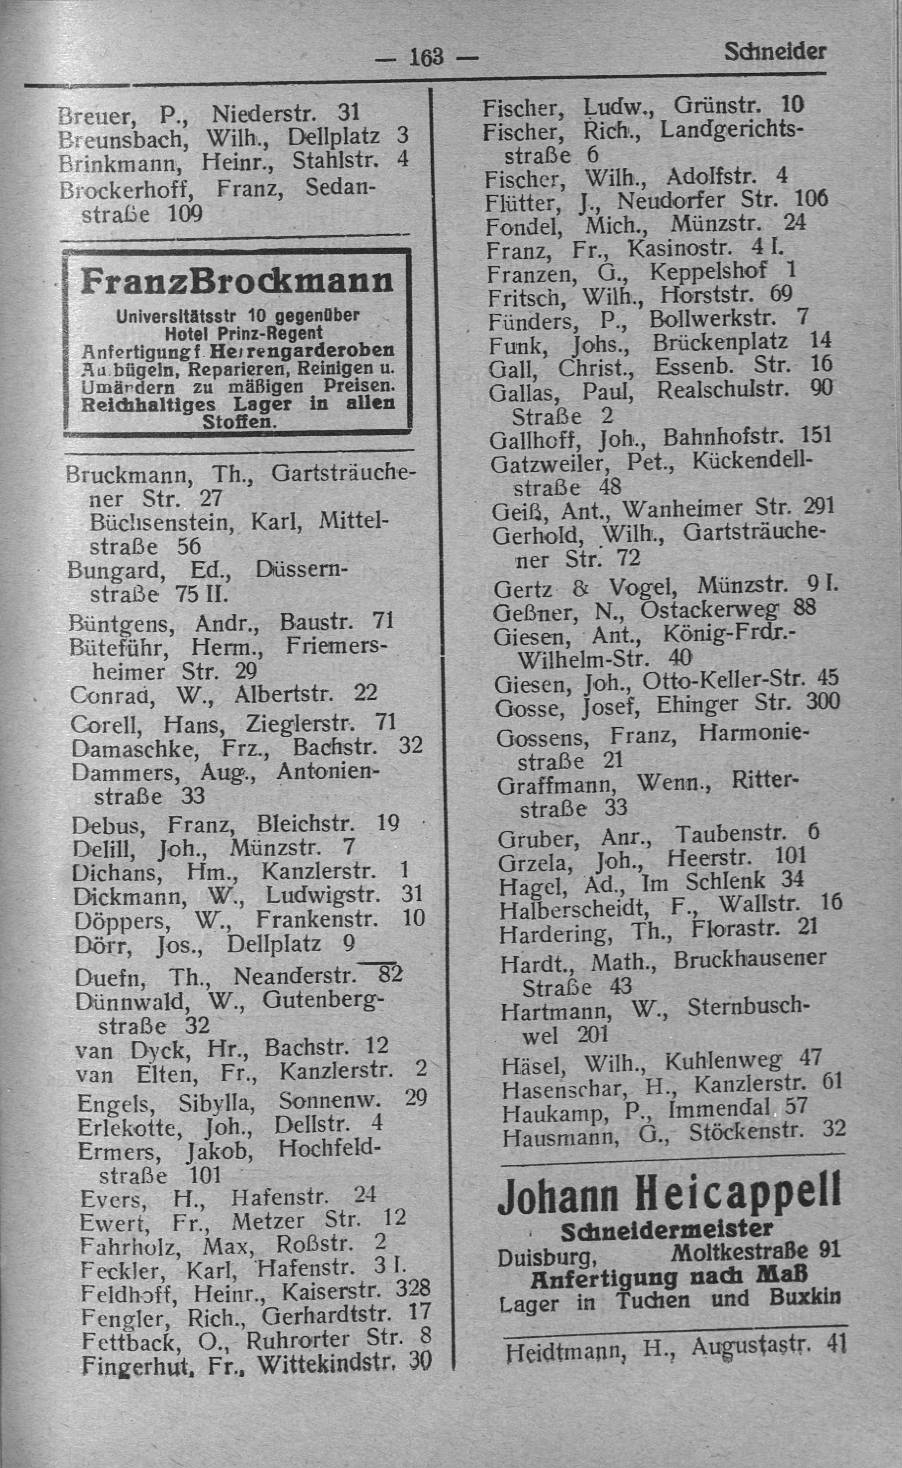 — 163 —
Schneider
Breuer, P., Niederstr. 31
Breunsbach, Wilh., Dellplatz 3
Brinkmann, Heinr., Stahlstr. 4
Brockerhoff, Franz, Sedan-
straße 109
FranzBrockmann
Universitätsstr 10 gegenüber
Hotel Prinz-Regent
Anfertigung f. Herrengarderoben
Au.bügeln, Reparieren, Reinigen u.
Umändern zu mäßigen Preisen.
Reichhaltiges Lager in allen
Stoffen.
Bruckmann, Th., Gartsträuche-
ner Str. 27
Büchsenstein, Karl, Mittel-
straße 56
Bungard, Ed., Düssern-
straße 75 II.
Büntgens, Andr., Baustr. 71
Büteführ, Herm., Friemers-
heimer Str. 29
Conrad, W., Albertstr. 22
Corell, Hans, Zieglerstr. 71
Damaschke, Frz., Bachstr. 32
Dammers, Aug., Antonien-
straße 33
Debus, Franz, Bleichstr. 19
Delill, Joh., Münzstr. 7
Dichans, Hm., Kanzlerstr. 1
Dickmann, W., Ludwigstr. 31
Döppers, W., Frankenstr. 10
Dörr, Jos., Dellplatz 9
Duefn, Th., Neanderstr. 82
Dünnwald, W., Gutenberg-
straße 32
van Dyck, Hr., Bachstr. 12
van Elten, Fr., Kanzlerstr. 2
Engels, Sibylla, Sonnenw. 29
Erlekotte, Joh., Dellstr. 4
Ermers, Jakob, Hochfeld-
straße 101
Evers, H., Hafenstr. 24
Ewert, Fr., Metzer Str. 12
Fahrholz, Max, Roßstr. 2
Feckler, Karl, Hafenstr. 3 I.
Feldhoff, Heinr., Kaiserstr. 328
Fengler, Rich., Gerhardtstr. 17
Fettback, O., Ruhrorter Str. 8
Fingerhut, Fr., Wittekindstr. 30
Fischer, Ludw., Grünstr. 10
Fischer, Rich., Landgerichts-
straße 6
Fischer, Wilh., Adolfstr. 4
Flütter, J., Neudorfer Str. 106
Fondel, Mich., Münzstr. 24
Franz, Fr., Kasinostr. 4 I.
Franzen, G., Keppelshof 1
Fritsch, Wilh., Horststr. 69
Fünders, P., Bollwerkstr. 7
Funk, Johs., Brückenplatz 14
Gall, Christ., Essenb. Str. 16
Gallas, Paul, Realschulstr. 90
Straße 2
Gallhoff, Joh., Bahnhofstr. 151
Gatzweiler, Pet., Kückendell-
straße 48
Geiß, Ant., Wanheimer Str. 291
Gerhold, Wilh., Gartsträuche-
ner Str. 72
Gertz & Vogel, Münzstr. 9 I.
Geßner, N., Ostackerweg 88
Giesen, Ant., König-Frdr.-
Wilhelm-Str. 40
Giesen, Joh., Otto-Keller-Str. 45
Gosse, Josef, Ehinger Str. 300
Gossens, Franz, Harmonie-
straße 21
Graffmann, Wenn., Ritter-
straße 33
Gruber, Anr., Taubenstr. 6
Grzela, Joh., Heerstr. 101
Hagel, Ad., Im Schlenk 34
Halberscheidt, F., Wallstr. 16
Hardering, Th., Florastr. 21
Hardt., Math., Bruckhausener
Straße 43
Hartmann, W., Sternbusch-
wel 201
Häsel, Wilh., Kuhlenweg 47
Hasenschar, H., Kanzlerstr. 61
Haukamp, P., Immendal 57
Hausmann, G., Stöckenstr. 32
Johann Heicappell
Schneidermeister
Duisburg, Moltkestraße 91
Anfertigung nach Maß
Lager in Tuchen und Buxkin
Heidtmann, H., Augustastr. 41